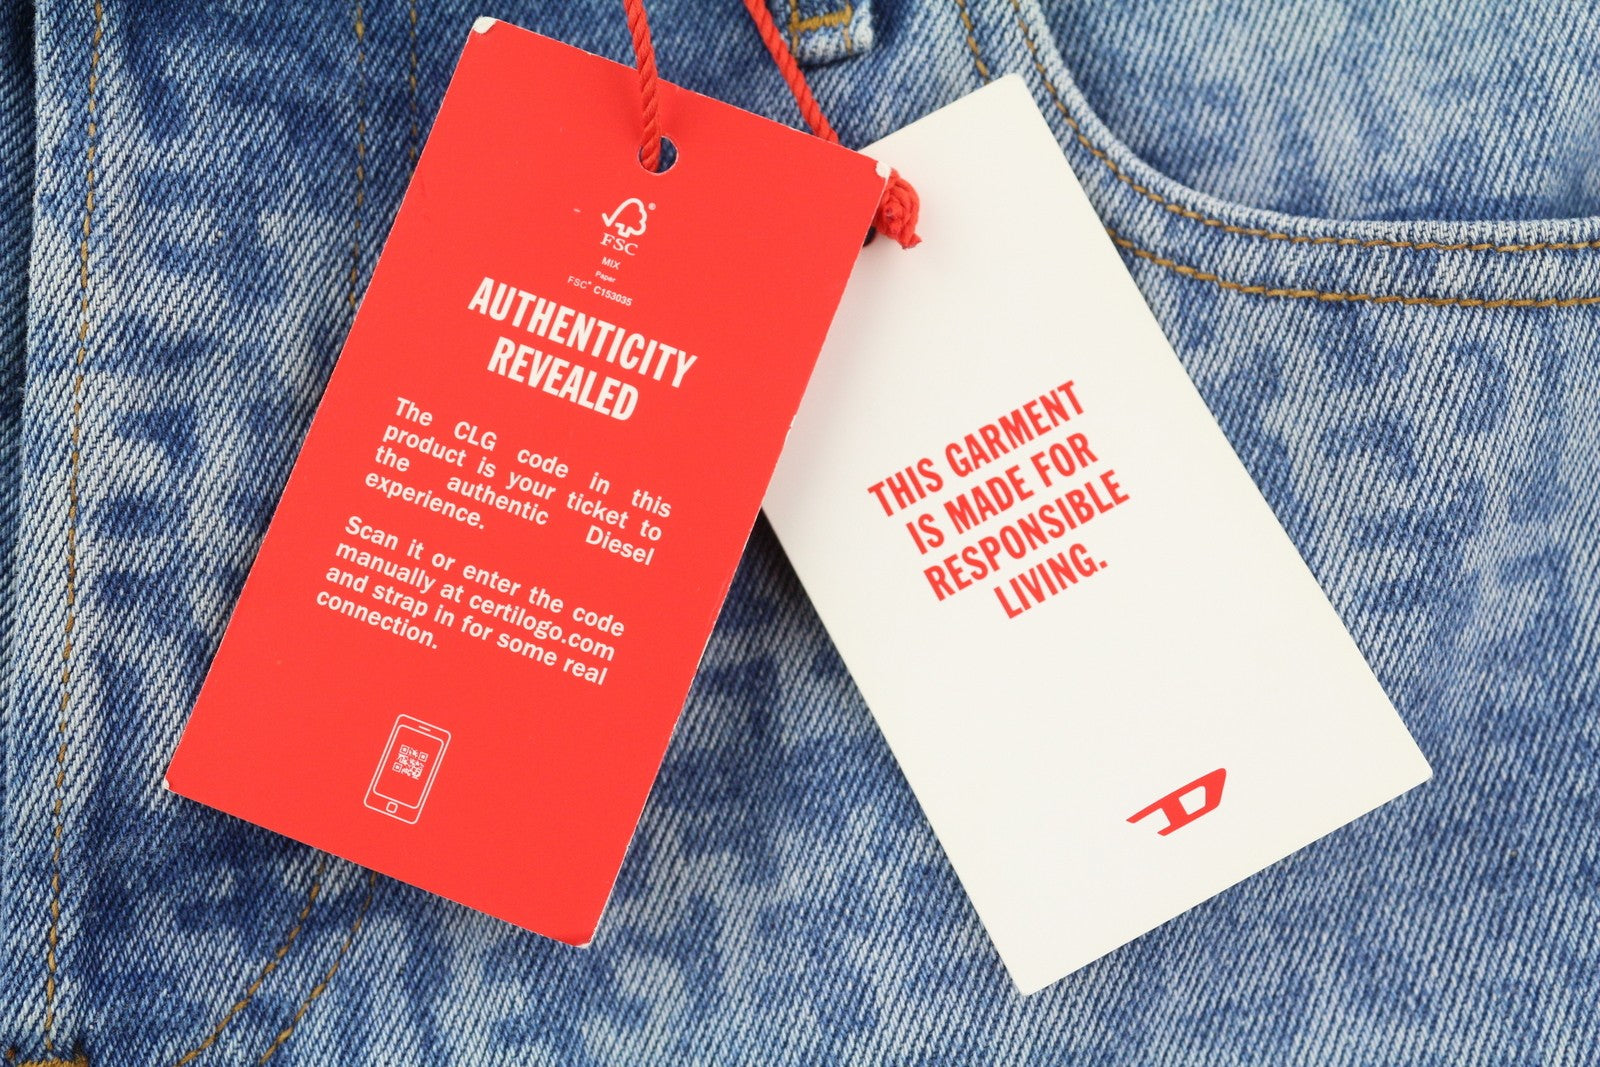 FSC®
MIX
Paper
FSC® C153035
AUTHENTICITY
REVEALED
The CLG code in this
product is your ticket to
the authentic Diesel
experience.
Scan it or enter the code
manually at certilogo.com
and strap in for some real
connection.
THIS GARMENT
IS MADE FOR
RESPONSIBLE
LIVING.
D